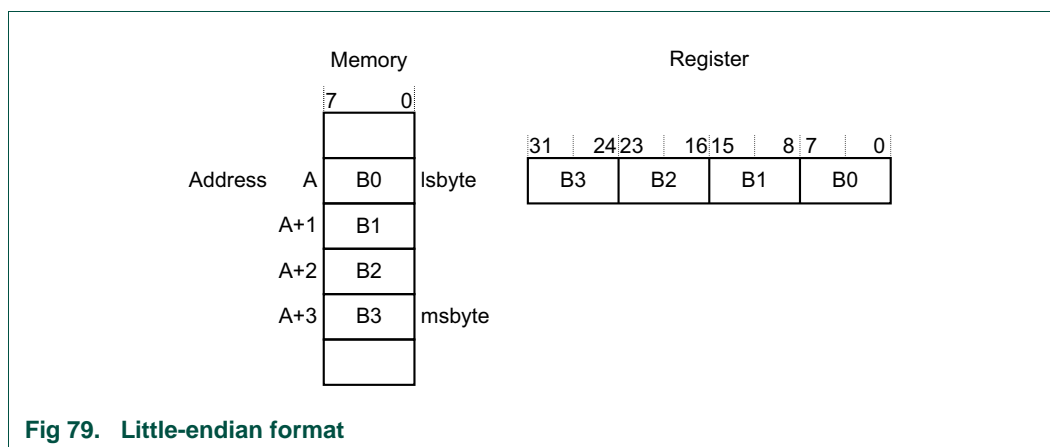 Memory
Register
7 0
31 24 23 16 15 8 7 0
Address A B0 lsbyte
B3 B2 B1 B0
A+1 B1
A+2 B2
A+3 B3 msbyte
Fig 79. Little-endian format